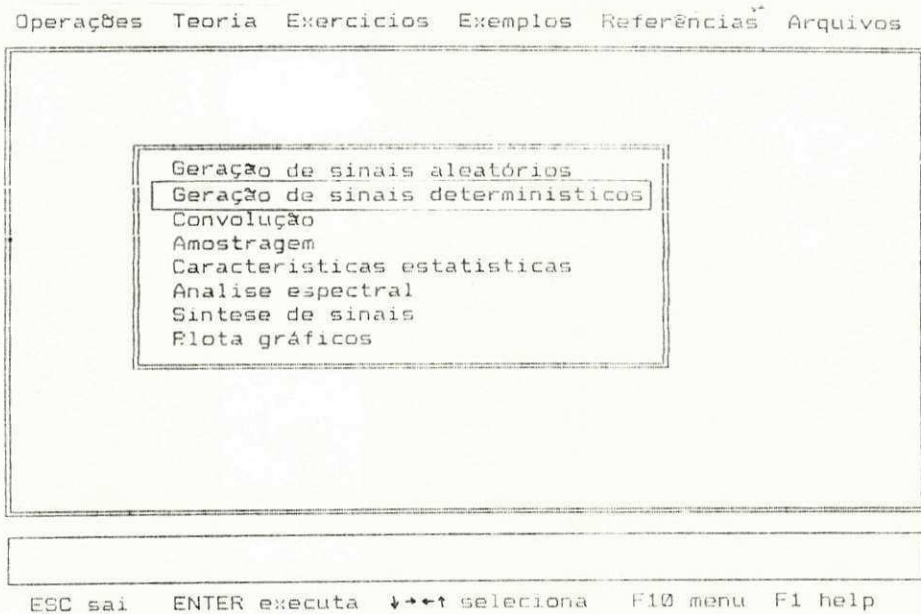 Operações Teoria Exercicios Exemplos Referências Arquivos
Geração de sinais aleatórios
Geração de sinais deterministicos
Convolução
Amostragem
Caracteristicas estatisticas
Analise espectral
Sintese de sinais
Plota gráficos
ESC sai ENTER executa ↓→←↑ seleciona F10 menu F1 help